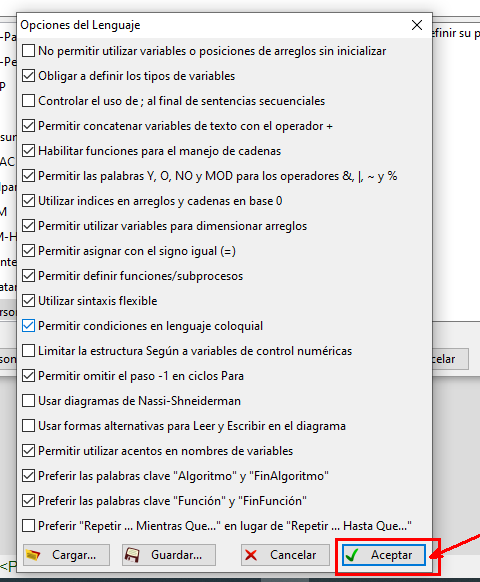 Opciones del Lenguaje
No permitir utilizar variables o posiciones de arreglos sin inicializar
Obligar a definir los tipos de variables
Controlar el uso de ; al final de sentencias secuenciales
Permitir concatenar variables de texto con el operador +
Habilitar funciones para el manejo de cadenas
Permitir las palabras Y, O, NO y MOD para los operadores &, |, ~ y %
Utilizar indices en arreglos y cadenas en base 0
Permitir utilizar variables para dimensionar arreglos
Permitir asignar con el signo igual (=)
Permitir definir funciones/subprocesos
Utilizar sintaxis flexible
Permitir condiciones en lenguaje coloquial
Limitar la estructura Según a variables de control numéricas
Permitir omitir el paso -1 en ciclos Para
Usar diagramas de Nassi-Shneiderman
Usar formas alternativas para Leer y Escribir en el diagrama
Permitir utilizar acentos en nombres de variables
Preferir las palabras clave "Algoritmo" y "FinAlgoritmo"
Preferir las palabras clave "Función" y "FinFunción"
Preferir "Repetir ... Mientras Que..." en lugar de "Repetir ... Hasta Que..."
Cargar... Guardar... Cancelar Aceptar